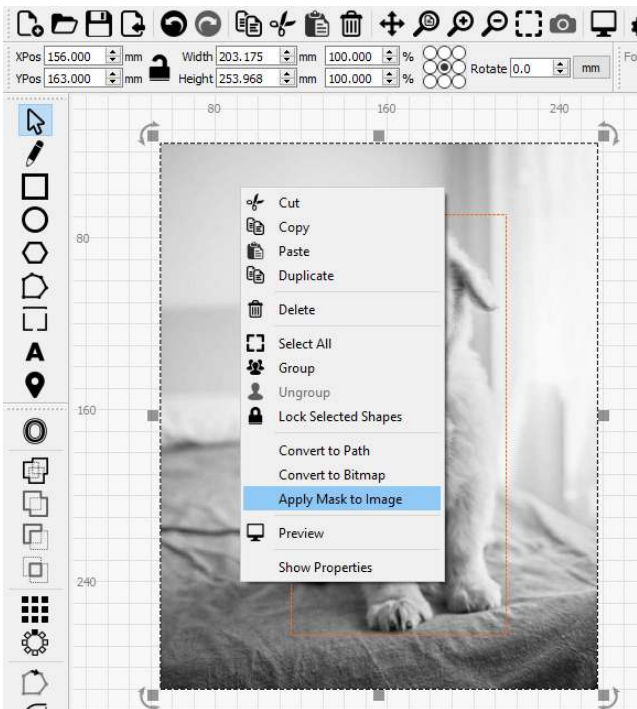 XPos 156.000 mm Width 203.175 mm 100.000 % Rotate 0.0 mm Fo
YPos 163.000 mm Height 253.968 mm 100.000 %
80 160 240
80
160
240
A
Cut
Copy
Paste
Duplicate
Delete
Select All
Group
Ungroup
Lock Selected Shapes
Convert to Path
Convert to Bitmap
Apply Mask to Image
Preview
Show Properties